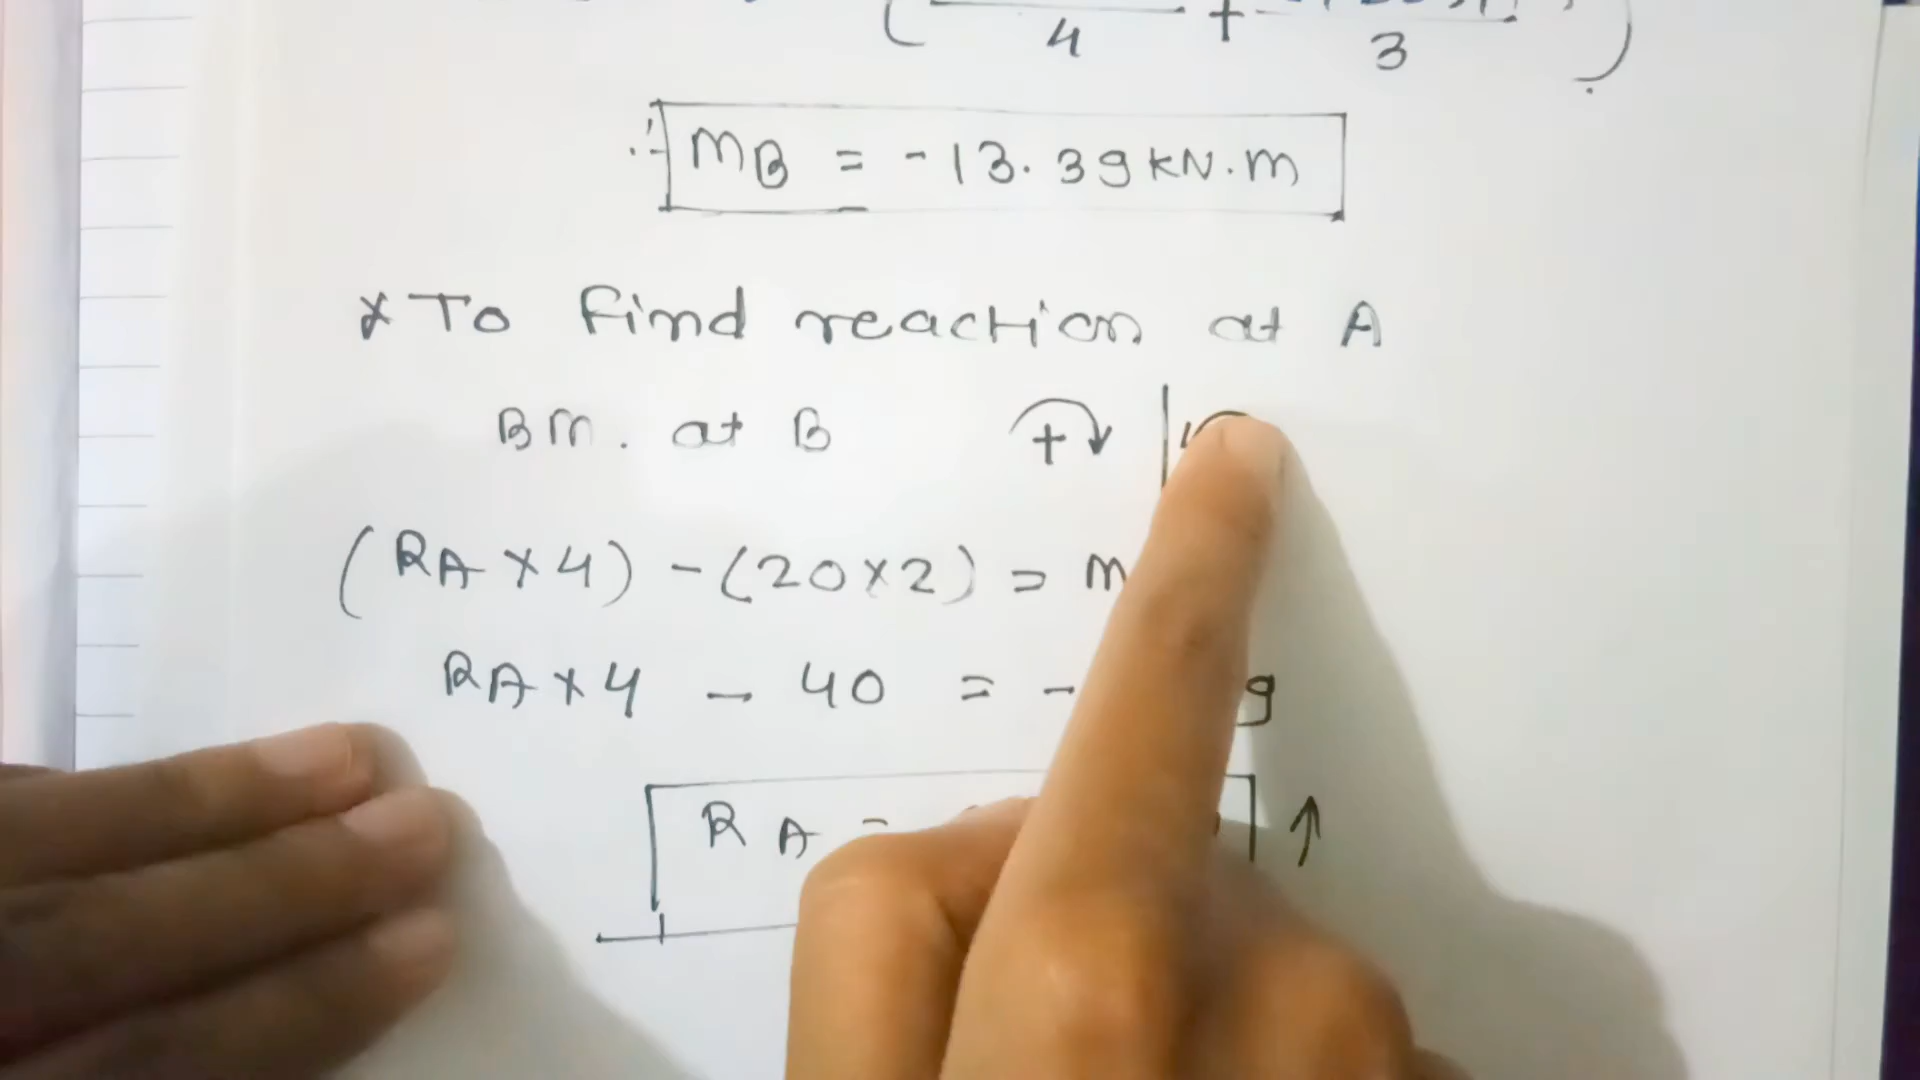 4 + 3
∴ MB = -13.39 kN.m
* To find reaction at A
BM. at B + |
(RA × 4) - (20 × 2) = M
RA × 4 - 40 = - 9
RA = ↑